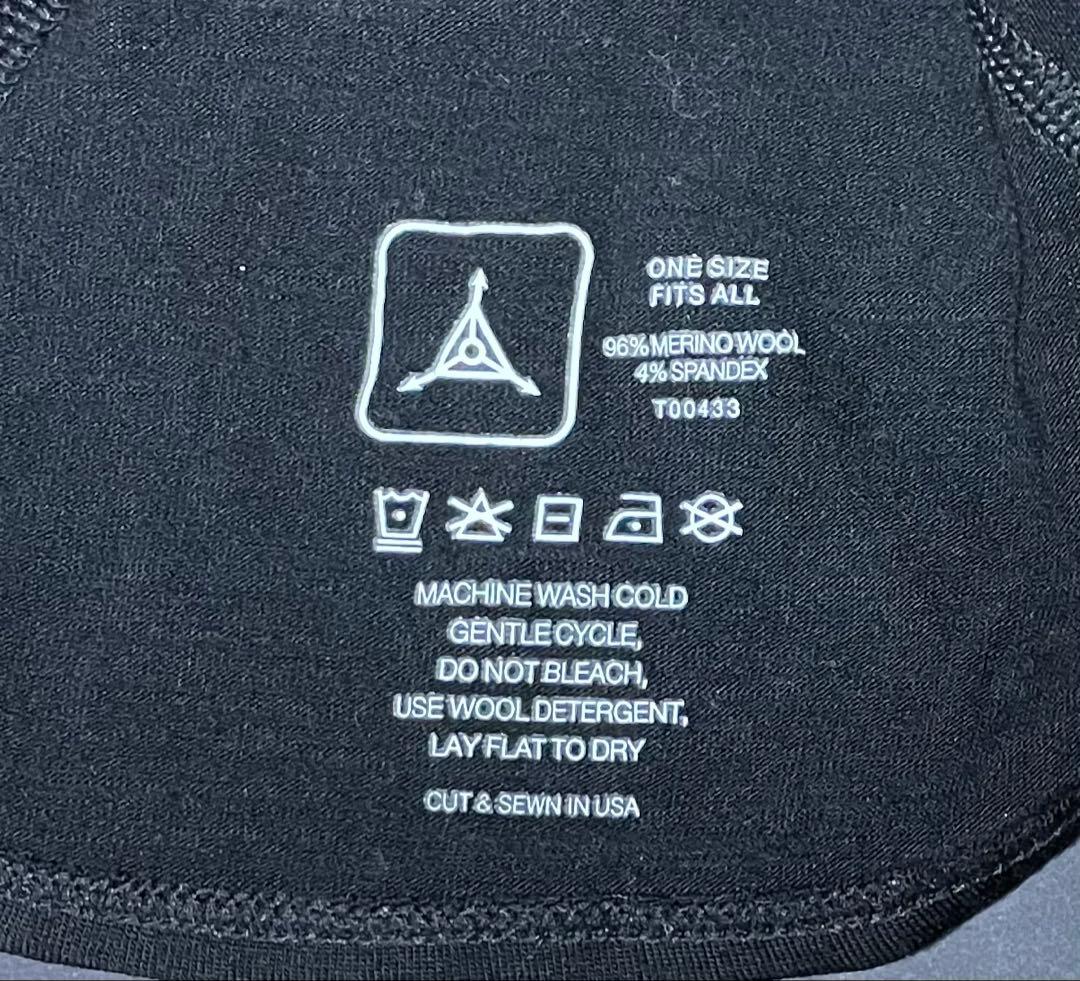 ONE SIZE
FITS ALL
96% MERINO WOOL
4% SPANDEX
T00433
MACHINE WASH COLD
GENTLE CYCLE,
DO NOT BLEACH,
USE WOOL DETERGENT,
LAY FLAT TO DRY
CUT & SEWN IN USA